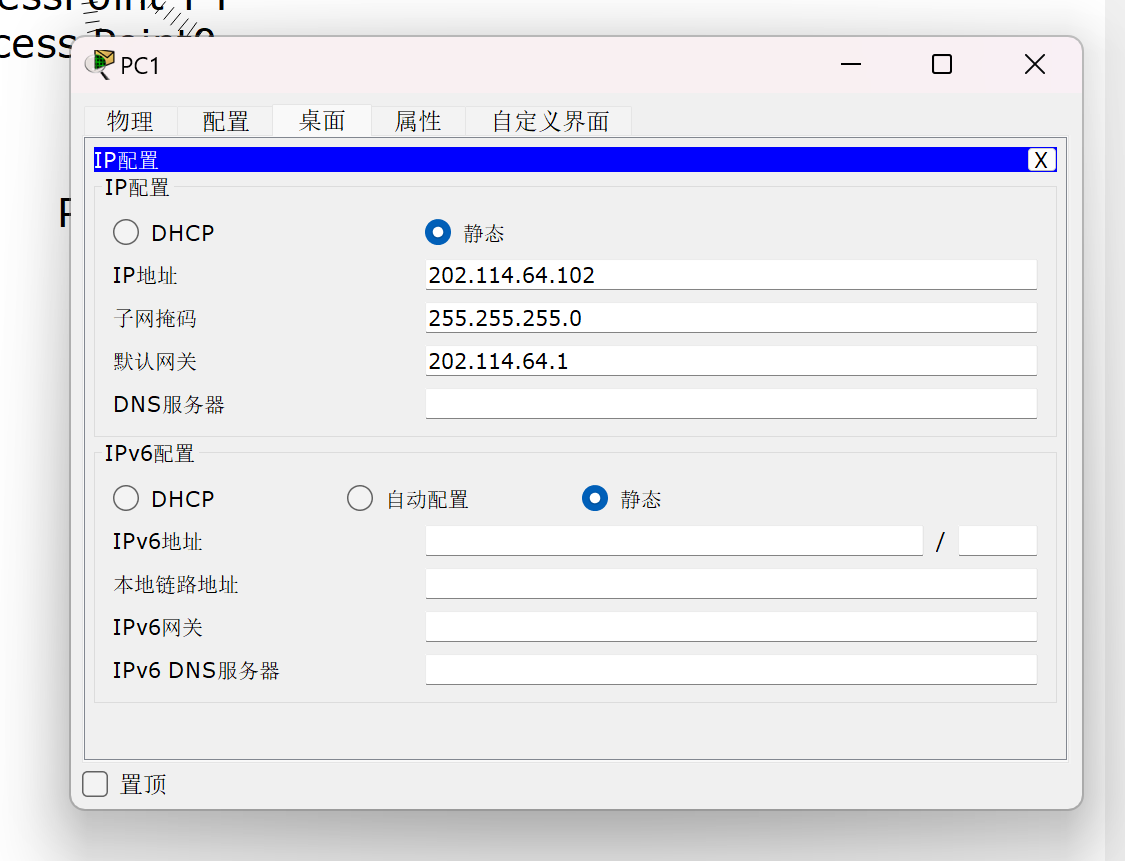 cess Point0
PC1
物理 配置 桌面 属性 自定义界面
IP配置 X
IP配置
DHCP 静态
IP地址 202.114.64.102
子网掩码 255.255.255.0
默认网关 202.114.64.1
DNS服务器
IPv6配置
DHCP 自动配置 静态
IPv6地址 /
本地链路地址
IPv6网关
IPv6 DNS服务器
置顶